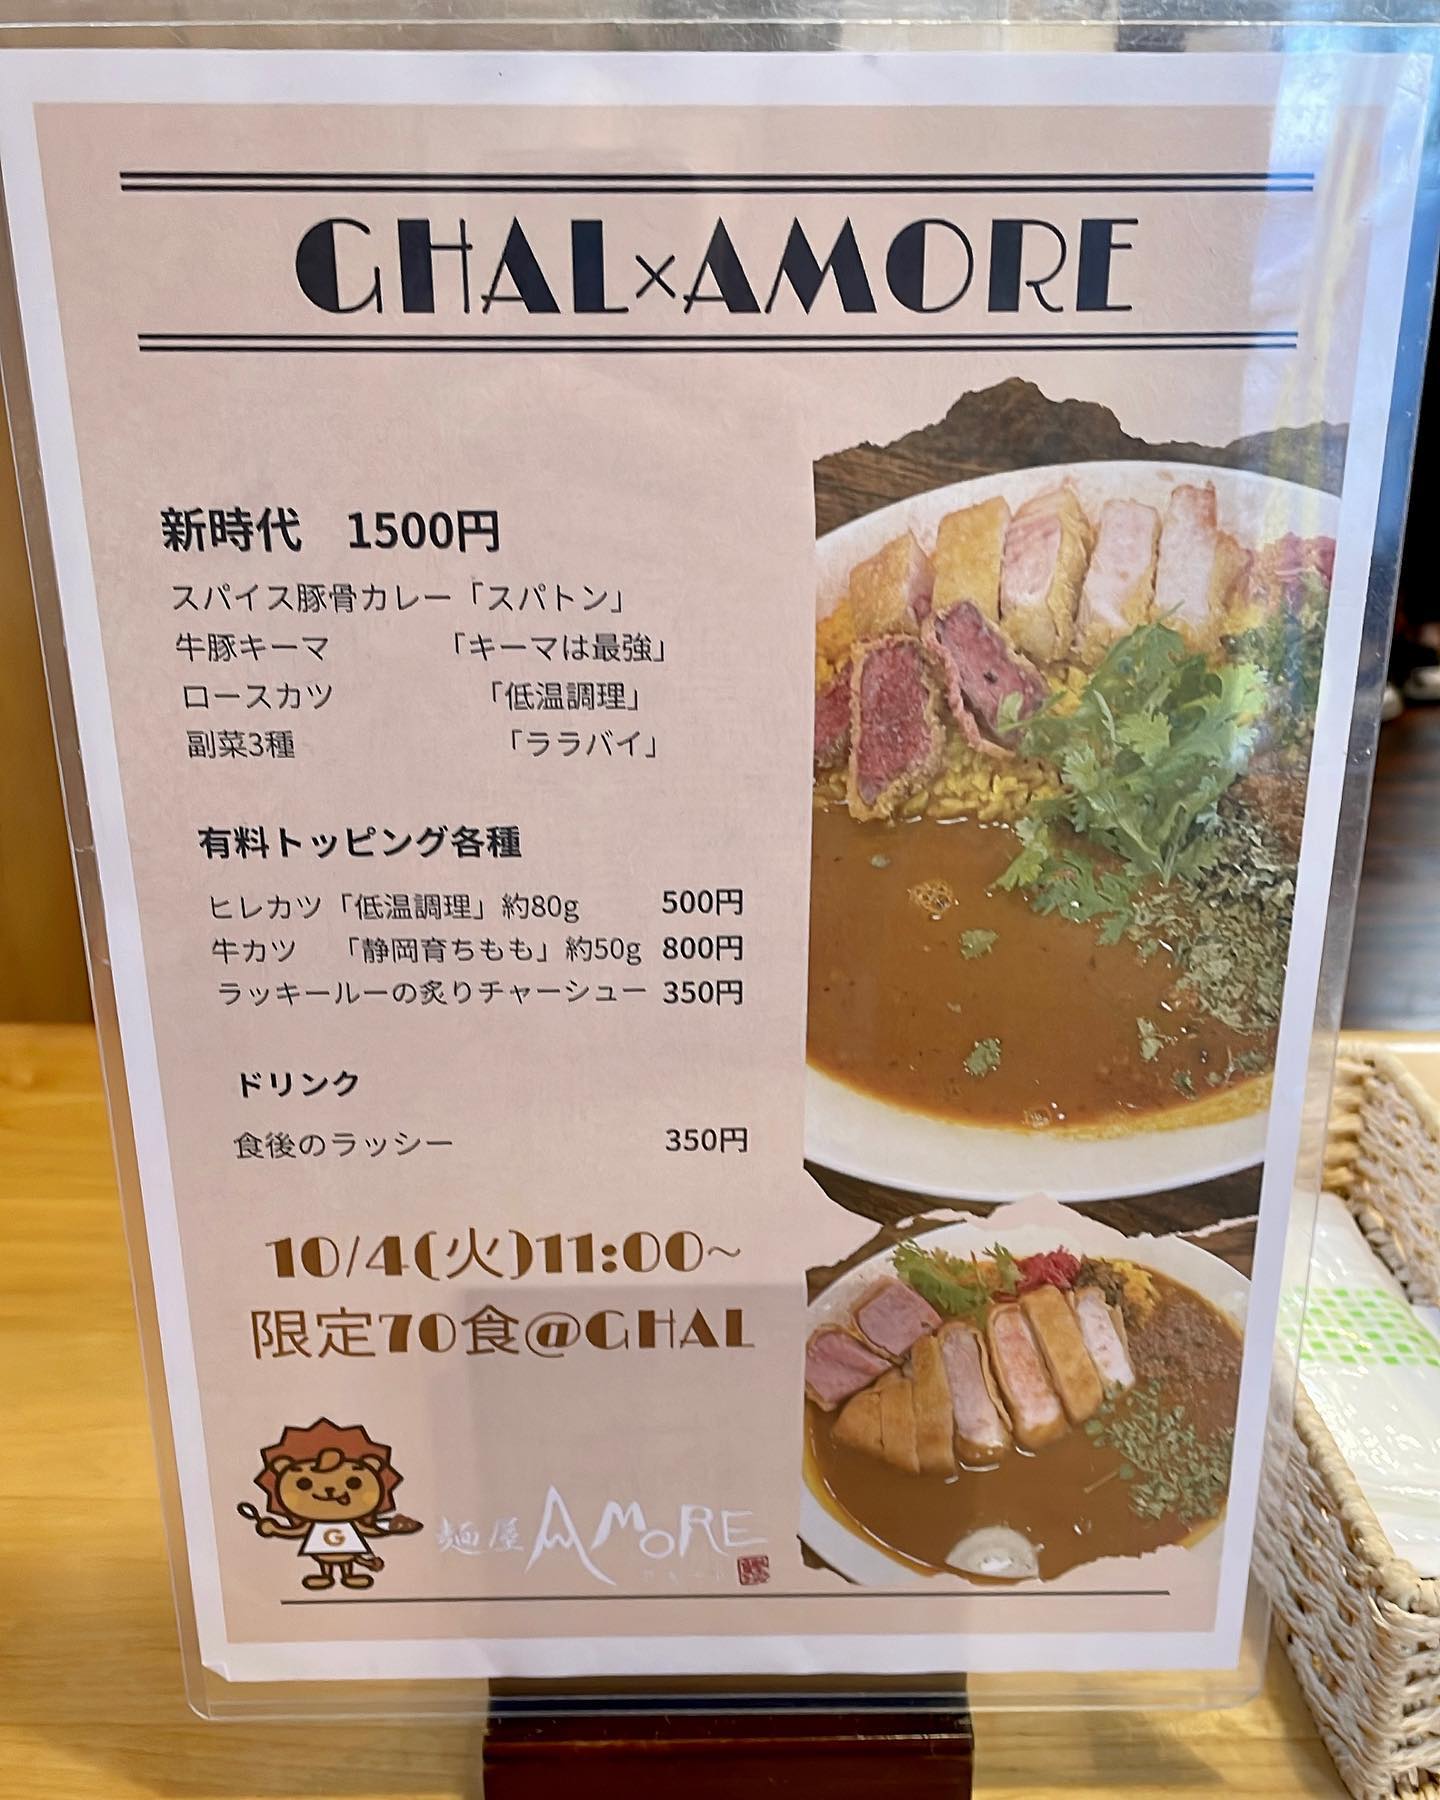 GHAL×AMORE
新時代　1500円
スパイス豚骨カレー「スパトン」
牛豚キーマ　「キーマは最強」
ロースカツ　「低温調理」
副菜3種　「ララバイ」
有料トッピング各種
ヒレカツ「低温調理」約80g　500円
牛カツ　「静岡育ちもも」約50g　800円
ラッキールーの炙りチャーシュー　350円
ドリンク
食後のラッシー　350円
10/4(火)11:00~
限定70食@GHAL
G
麺屋 AMORE